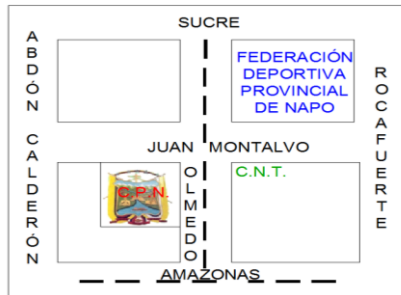 SUCRE
ABDÓN CALDERÓN
FEDERACIÓN
DEPORTIVA
PROVINCIAL
DE NAPO
ROCAFUERTE
JUAN MONTALVO
C.P.N.
OLMEDO
C.N.T.
AMAZONAS